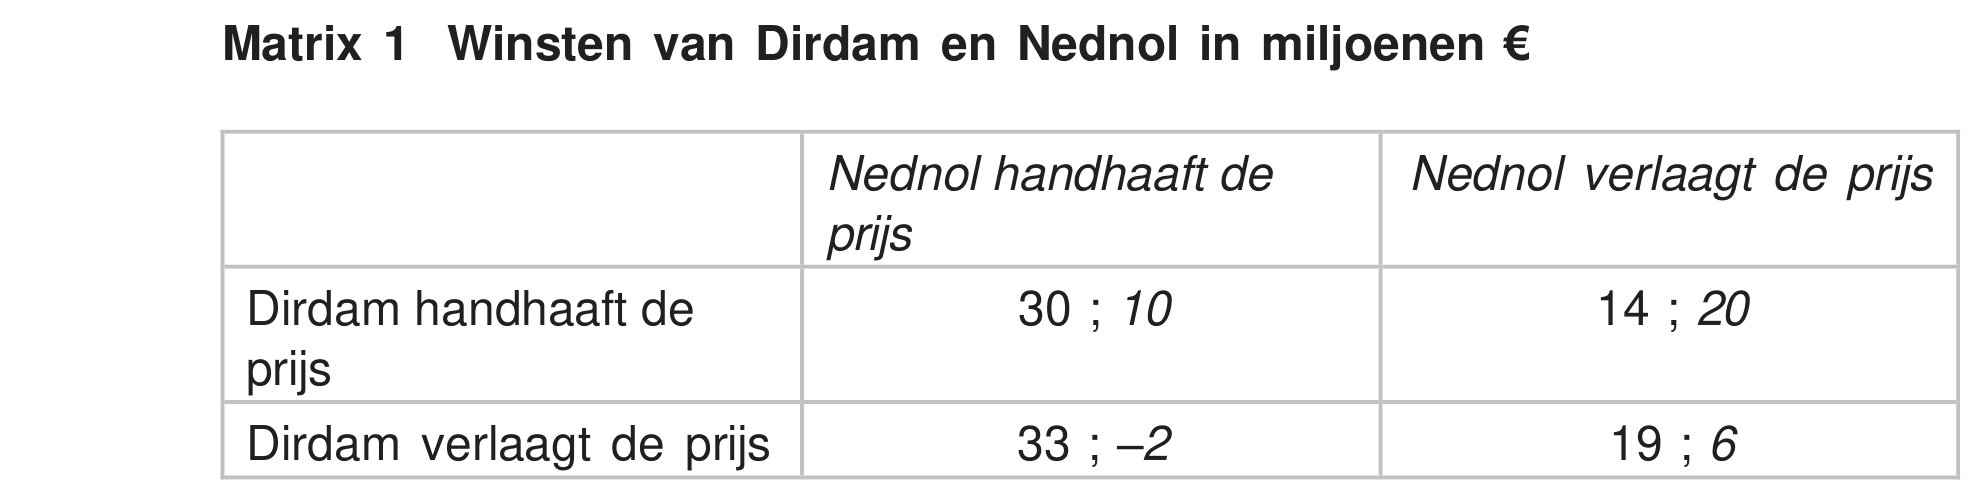 Matrix 1 Winsten van Dirdam en Nednol in miljoenen €
Nednol handhaaft de
prijs
Nednol verlaagt de prijs
Dirdam handhaaft de
prijs
30 ; 10
14 ; 20
Dirdam verlaagt de prijs
33 ; –2
19 ; 6